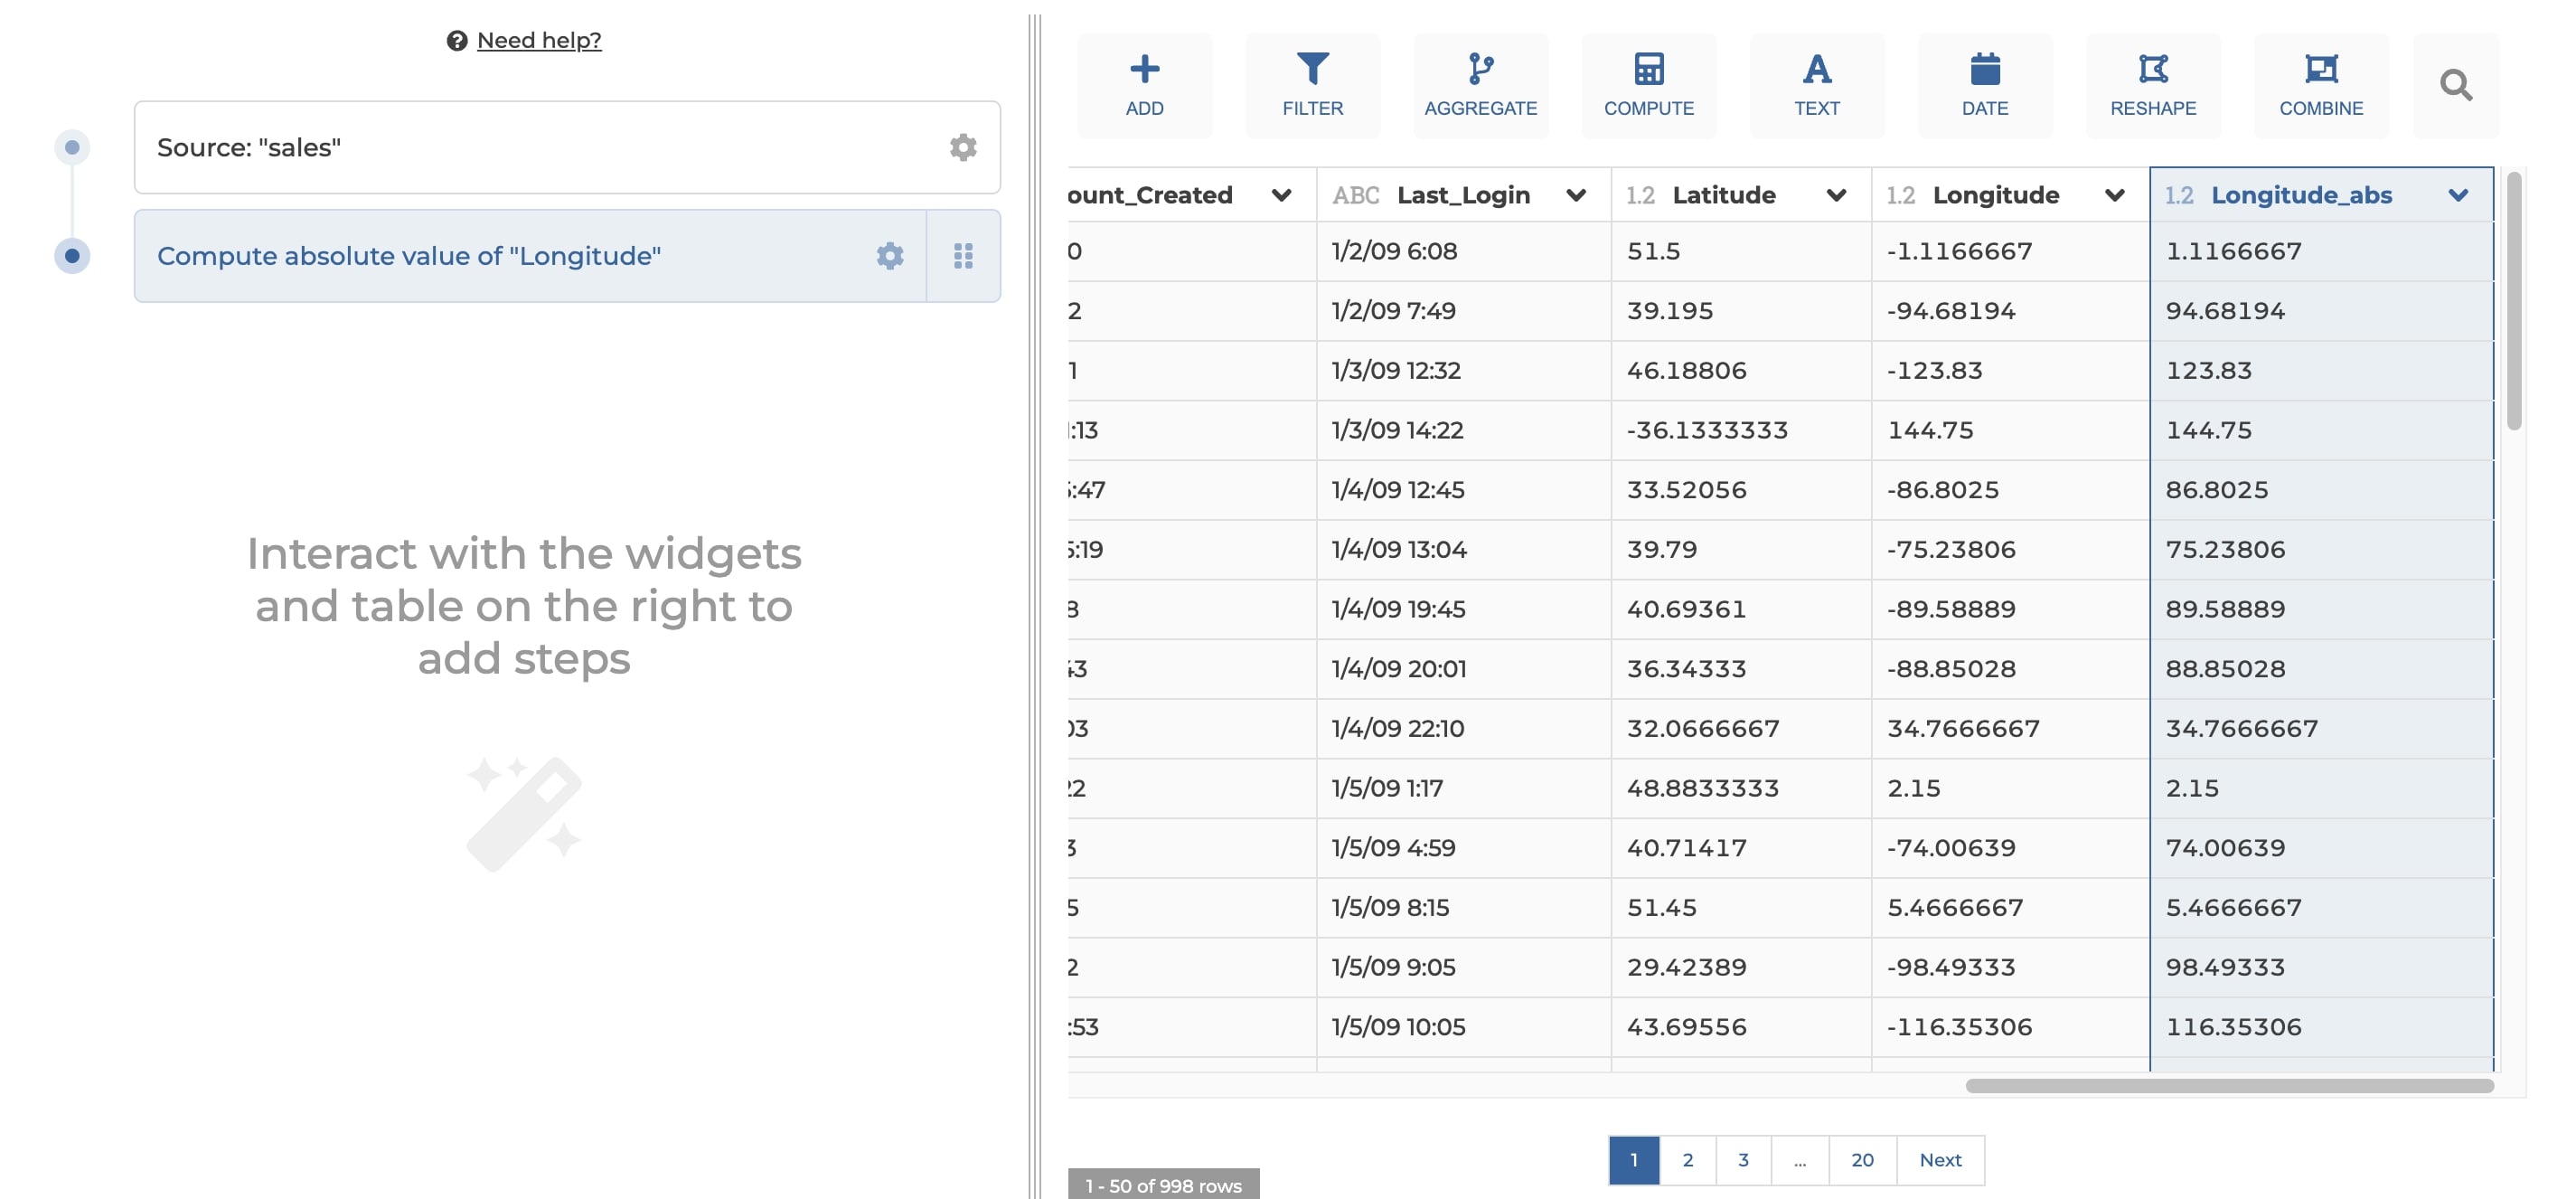 Need help?
Source: "sales"
Compute absolute value of "Longitude"
Interact with the widgets
and table on the right to
add steps
ADD FILTER AGGREGATE COMPUTE TEXT DATE RESHAPE COMBINE
ount_Created ABC Last_Login 1.2 Latitude 1.2 Longitude 1.2 Longitude_abs
0 1/2/09 6:08 51.5 -1.1166667 1.1166667
2 1/2/09 7:49 39.195 -94.68194 94.68194
1 1/3/09 12:32 46.18806 -123.83 123.83
:13 1/3/09 14:22 -36.1333333 144.75 144.75
:47 1/4/09 12:45 33.52056 -86.8025 86.8025
5:19 1/4/09 13:04 39.79 -75.23806 75.23806
8 1/4/09 19:45 40.69361 -89.58889 89.58889
43 1/4/09 20:01 36.34333 -88.85028 88.85028
03 1/4/09 22:10 32.0666667 34.7666667 34.7666667
22 1/5/09 1:17 48.8833333 2.15 2.15
3 1/5/09 4:59 40.71417 -74.00639 74.00639
5 1/5/09 8:15 51.45 5.4666667 5.4666667
2 1/5/09 9:05 29.42389 -98.49333 98.49333
:53 1/5/09 10:05 43.69556 -116.35306 116.35306
1 2 3 ... 20 Next
1 - 50 of 998 rows